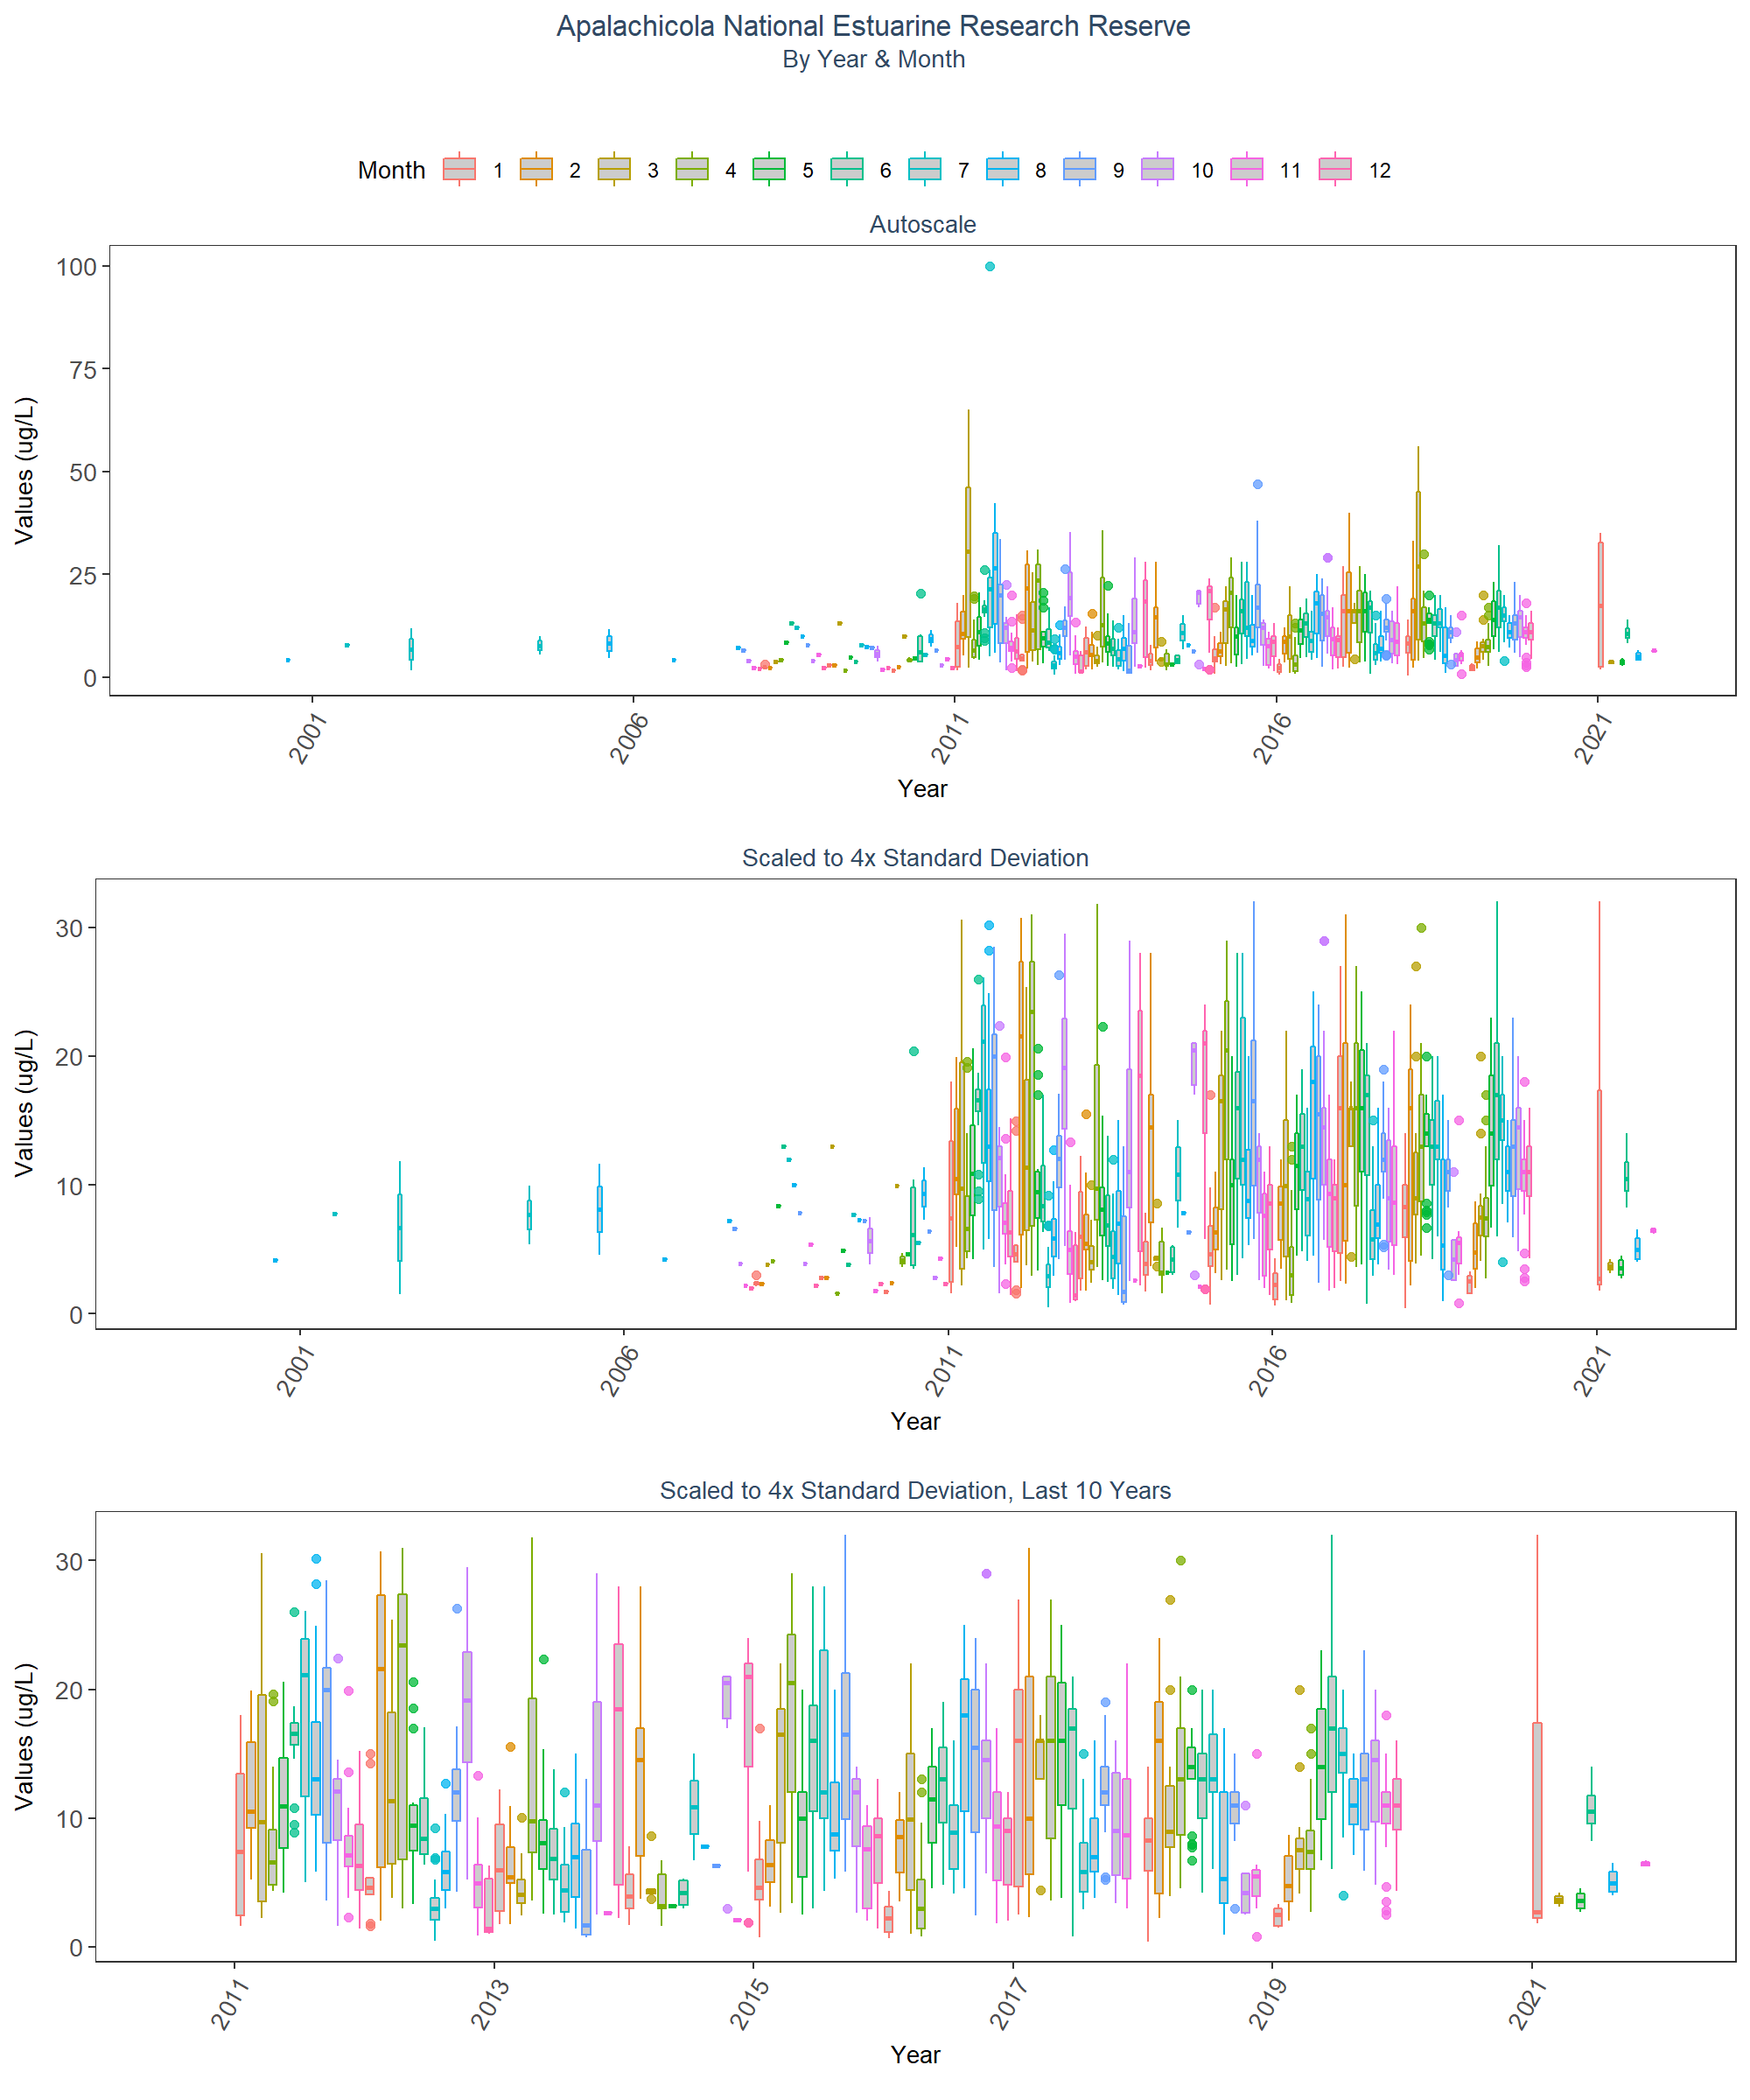 Apalachicola National Estuarine Research Reserve
By Year & Month
Month 1 2 3 4 5 6 7 8 9 10 11 12
Autoscale
100
75
50
25
0
Values (ug/L)
2001 2006 2011 2016 2021
Year
Scaled to 4x Standard Deviation
30
20
10
0
Values (ug/L)
2001 2006 2011 2016 2021
Year
Scaled to 4x Standard Deviation, Last 10 Years
30
20
10
0
Values (ug/L)
2011 2013 2015 2017 2019 2021
Year